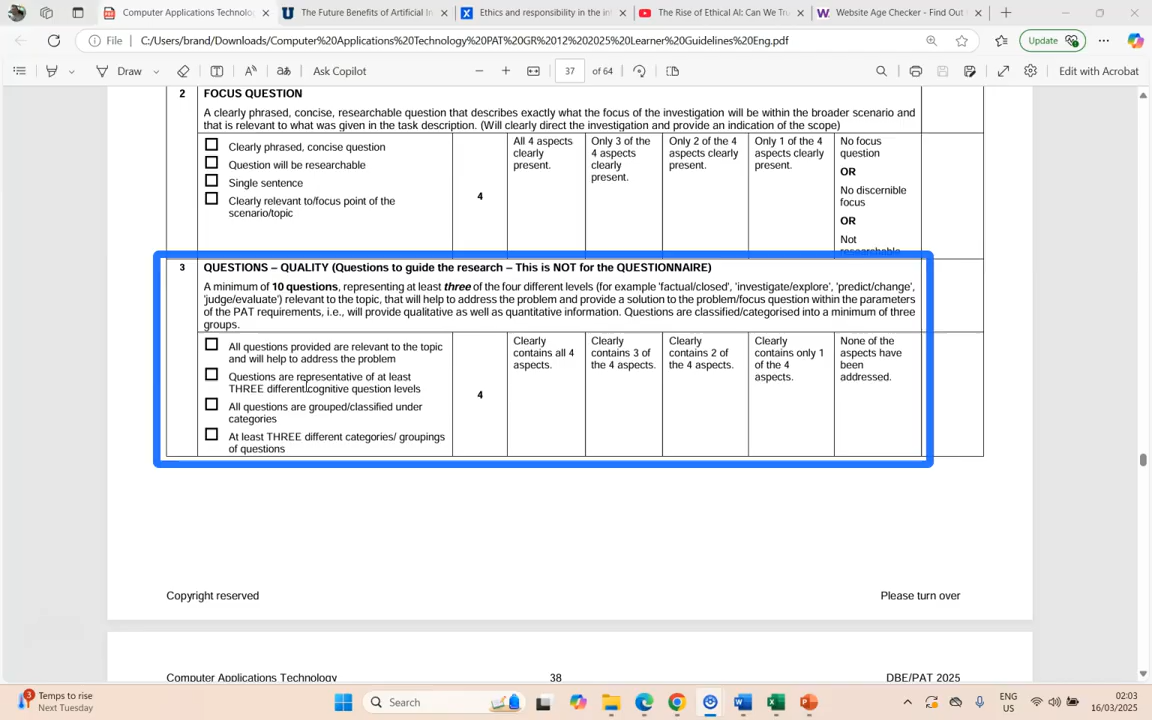 Computer Applications Technolo
The Future Benefits of Artificial In
Ethics and responsibility in the in
The Rise of Ethical AI: Can We Tru
Website Age Checker - Find Out
File
C:/Users/brand/Downloads/Computer%20Applications%20Technology%20PAT%20GR%2012%202025%20Learner%20Guidelines%20Eng.pdf
Update
Draw
Ask Copilot
37 of 64
Edit with Acrobat
2 FOCUS QUESTION
A clearly phrased, concise, researchable question that describes exactly what the focus of the investigation will be within the broader scenario and
that is relevant to what was given in the task description. (Will clearly direct the investigation and provide an indication of the scope)
Clearly phrased, concise question
Question will be researchable
Single sentence
Clearly relevant to/focus point of the
scenario/topic
4
All 4 aspects
clearly
present.
Only 3 of the
4 aspects
clearly
present.
Only 2 of the 4
aspects clearly
present.
Only 1 of the 4
aspects clearly
present.
No focus
question
OR
No discernible
focus
OR
Not
researchable
3 QUESTIONS – QUALITY (Questions to guide the research – This is NOT for the QUESTIONNAIRE)
A minimum of 10 questions, representing at least three of the four different levels (for example 'factual/closed', 'investigate/explore', 'predict/change',
'judge/evaluate') relevant to the topic, that will help to address the problem and provide a solution to the problem/focus question within the parameters
of the PAT requirements, i.e., will provide qualitative as well as quantitative information. Questions are classified/categorised into a minimum of three
groups.
All questions provided are relevant to the topic
and will help to address the problem
Questions are representative of at least
THREE different cognitive question levels
All questions are grouped/classified under
categories
At least THREE different categories/ groupings
of questions
4
Clearly
contains all 4
aspects.
Clearly
contains 3 of
the 4 aspects.
Clearly
contains 2 of
the 4 aspects.
Clearly
contains only 1
of the 4
aspects.
None of the
aspects have
been
addressed.
Copyright reserved
Please turn over
Computer Applications Technology
38
DBE/PAT 2025
3
Temps to rise
Next Tuesday
Search
ENG
US
02:03
16/03/2025